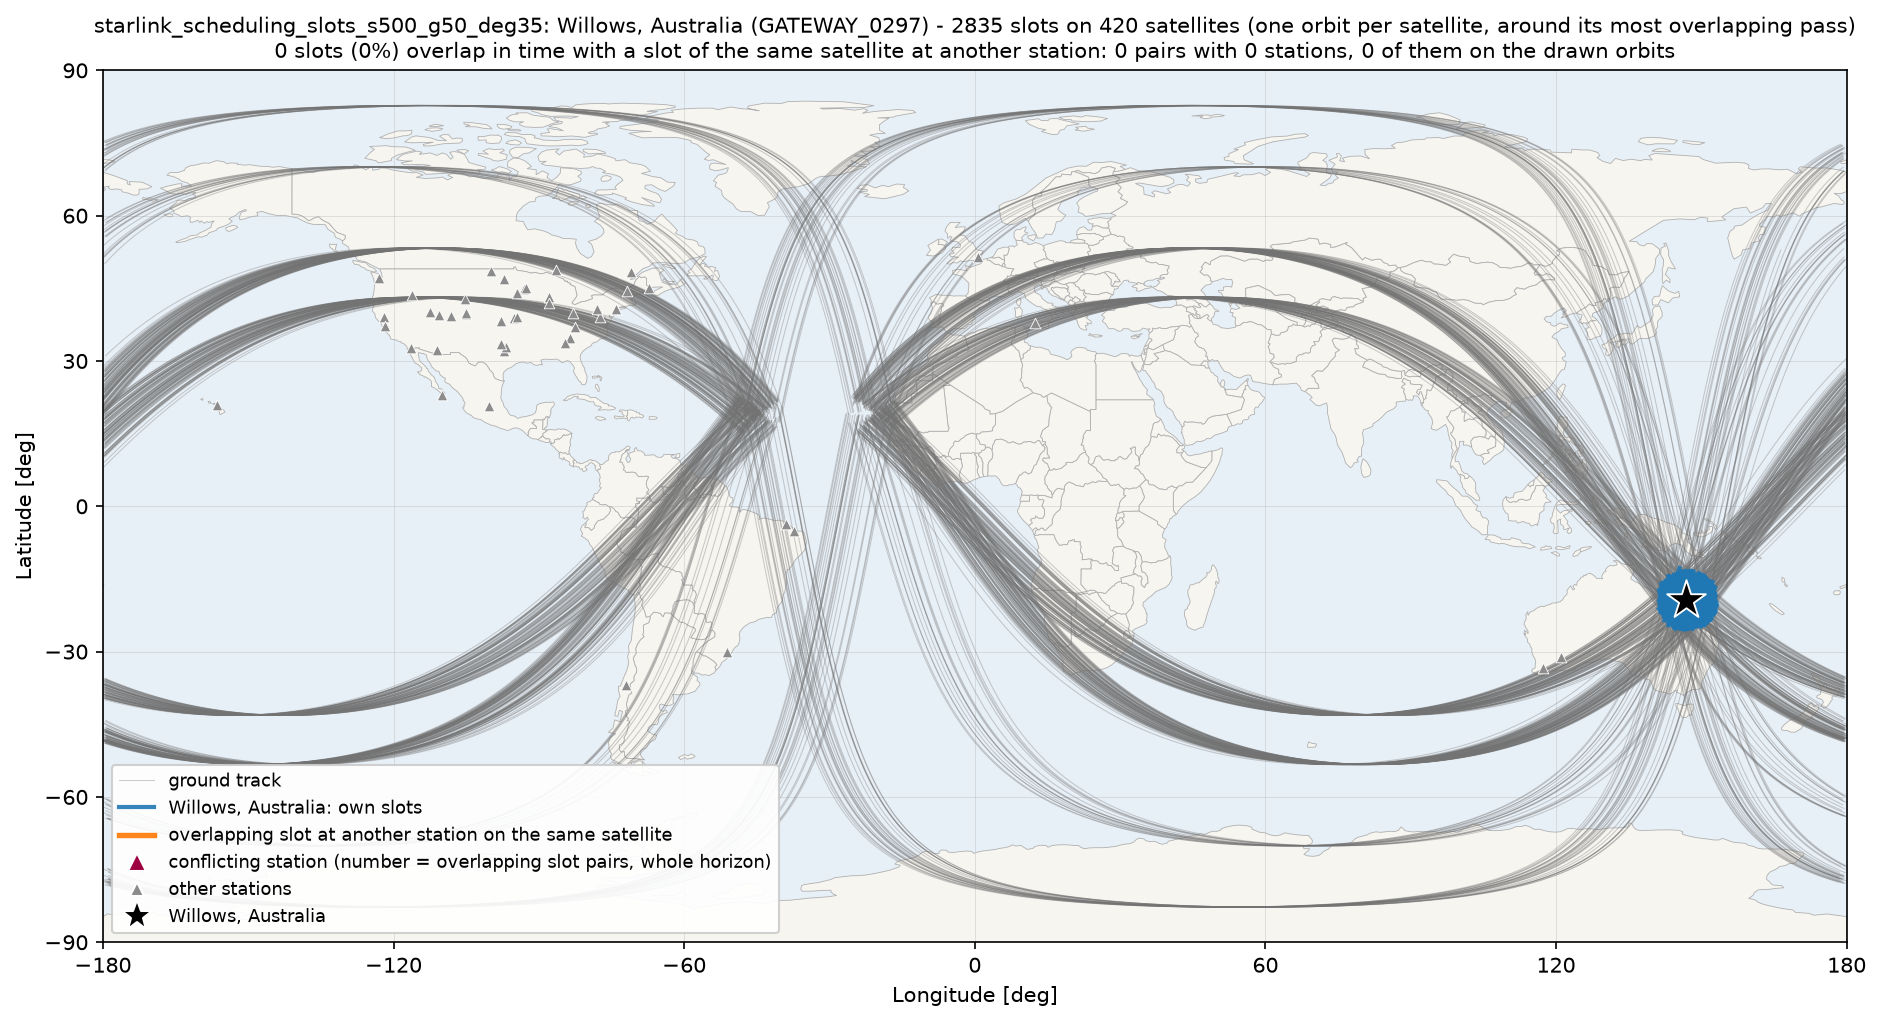 starlink_scheduling_slots_s500_g50_deg35: Willows, Australia (GATEWAY_0297) - 2835 slots on 420 satellites (one orbit per satellite, around its most overlapping pass)
0 slots (0%) overlap in time with a slot of the same satellite at another station: 0 pairs with 0 stations, 0 of them on the drawn orbits
90
60
30
0
−30
−60
−90
Latitude [deg]
ground track
Willows, Australia: own slots
overlapping slot at another station on the same satellite
conflicting station (number = overlapping slot pairs, whole horizon)
other stations
Willows, Australia
−180
−120
−60
0
60
120
180
Longitude [deg]